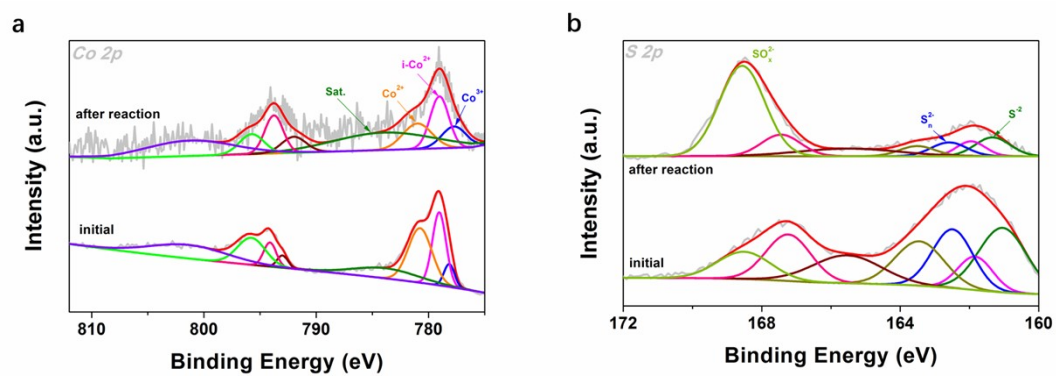 a
Co 2p
i-Co2+
Sat.
Co2+
Co3+
after reaction
initial
Intensity (a.u.)
810 800 790 780
Binding Energy (eV)
b
S 2p
SOx2-
Sn2-
S-2
after reaction
initial
Intensity (a.u.)
172 168 164 160
Binding Energy (eV)